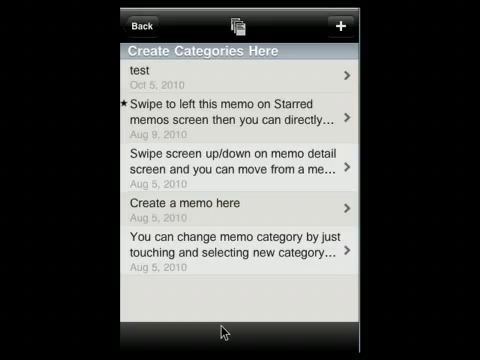 Back
+
Create Categories Here
test
Oct 5, 2010
Swipe to left this memo on Starred
memos screen then you can directly...
Aug 9, 2010
Swipe screen up/down on memo detail
screen and you can move from a me...
Aug 5, 2010
Create a memo here
Aug 5, 2010
You can change memo category by just
touching and selecting new category...
Aug 5, 2010